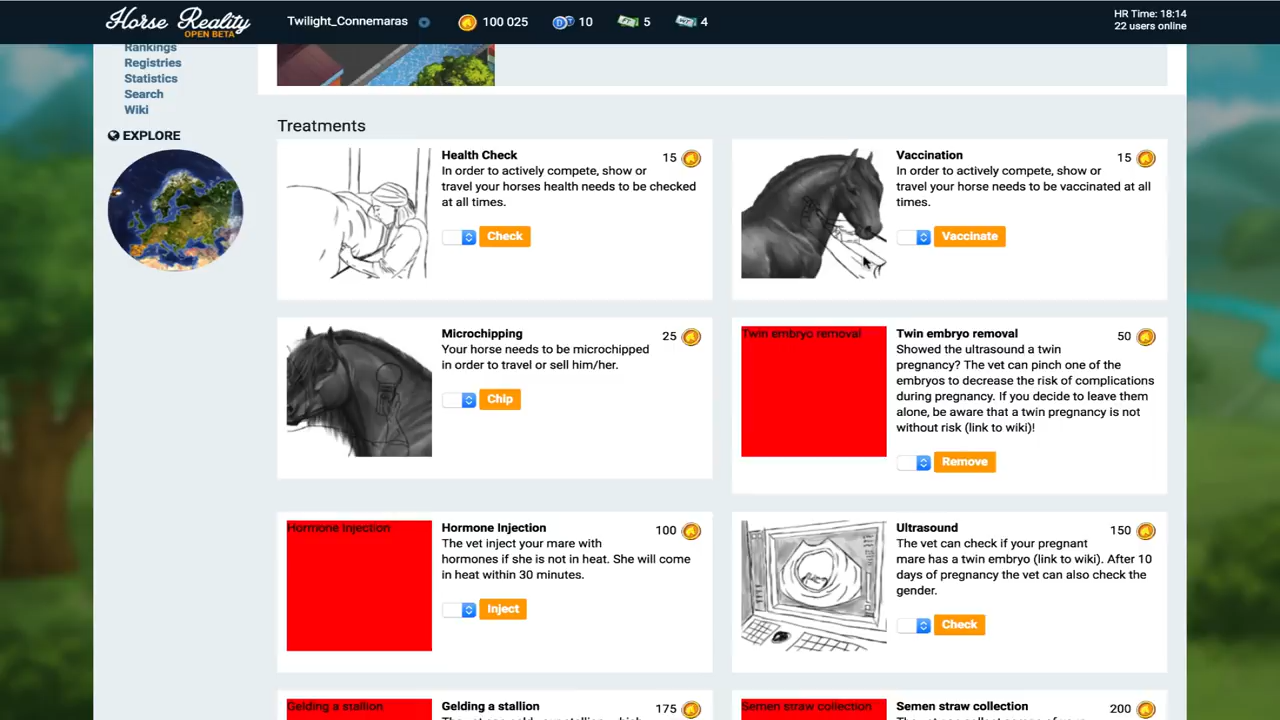 Horse Reality
OPEN BETA
Twilight_Connemaras
100 025
10
5
4
HR Time: 18:14
22 users online
Rankings
Registries
Statistics
Search
Wiki
EXPLORE
Treatments
Health Check
15
In order to actively compete, show or
travel your horses health needs to be checked
at all times.
Check
Vaccination
15
In order to actively compete, show or
travel your horse needs to be vaccinated at all
times.
Vaccinate
Microchipping
25
Your horse needs to be microchipped
in order to travel or sell him/her.
Chip
Twin embryo removal
Twin embryo removal
50
Showed the ultrasound a twin
pregnancy? The vet can pinch one of the
embryos to decrease the risk of complications
during pregnancy. If you decide to leave them
alone, be aware that a twin pregnancy is not
without risk (link to wiki)!
Remove
Hormone Injection
Hormone Injection
100
The vet inject your mare with
hormones if she is not in heat. She will come
in heat within 30 minutes.
Inject
Ultrasound
150
The vet can check if your pregnant
mare has a twin embryo (link to wiki). After 10
days of pregnancy the vet can also check the
gender.
Check
Gelding a stallion
Gelding a stallion
175
Semen straw collection
Semen straw collection
200